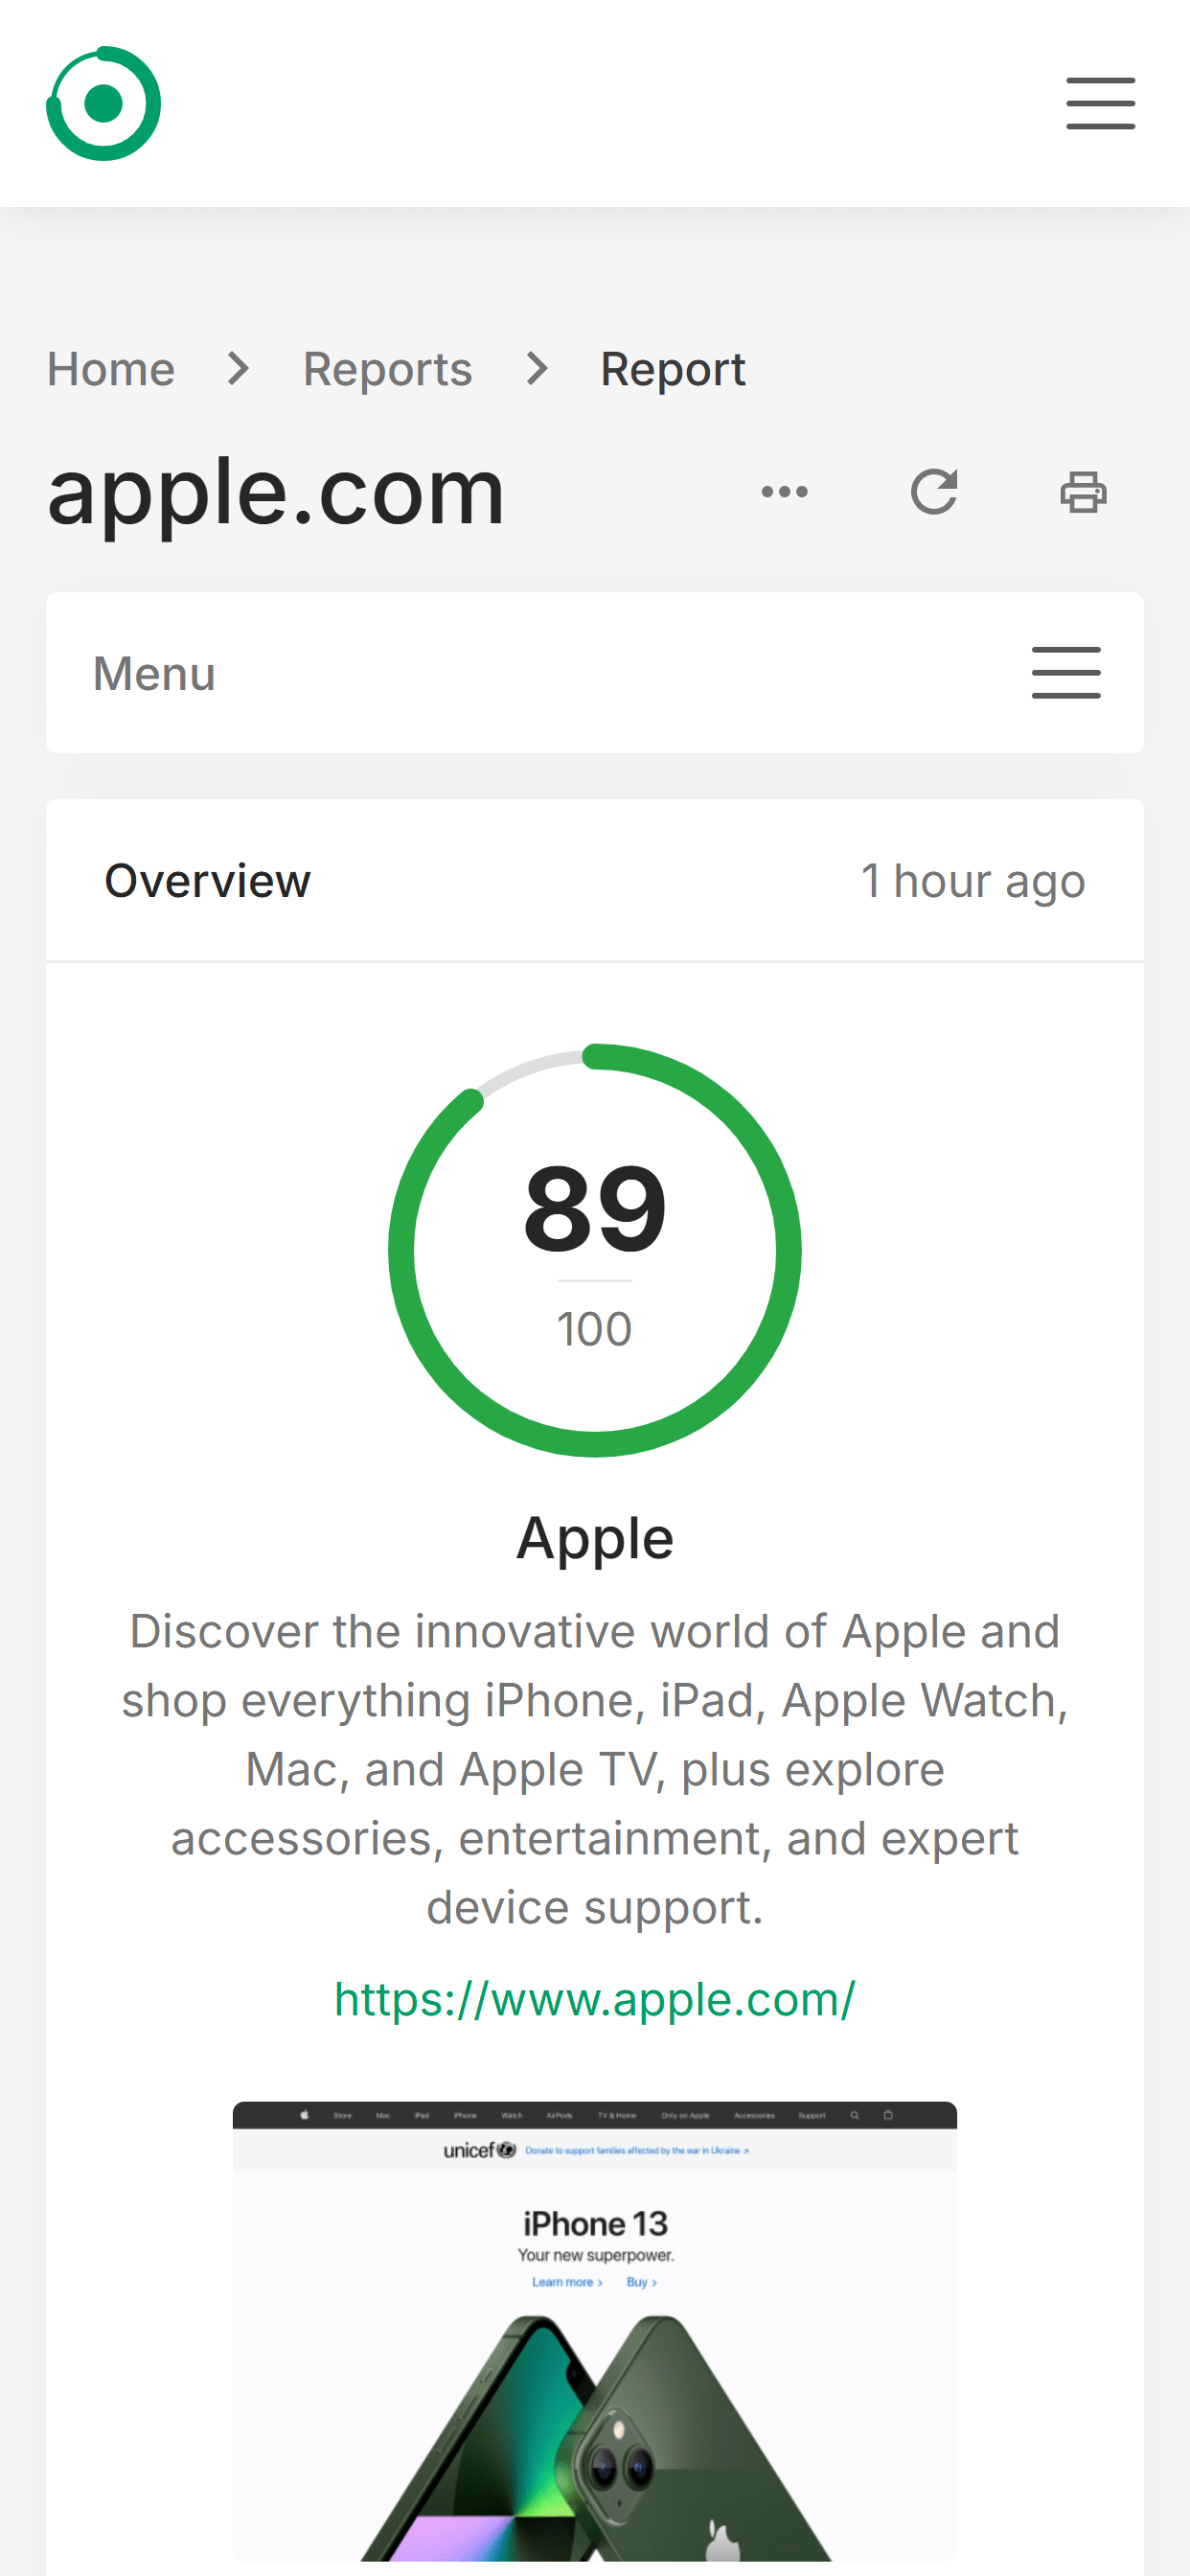 Home Reports Report
apple.com
Menu
Overview 1 hour ago
89
100
Apple
Discover the innovative world of Apple and
shop everything iPhone, iPad, Apple Watch,
Mac, and Apple TV, plus explore
accessories, entertainment, and expert
device support.
https://www.apple.com/
Store Mac iPad iPhone Watch AirPods TV & Home Only on Apple Accessories Support
unicef Donate to support families affected by the war in Ukraine ↗
iPhone 13
Your new superpower.
Learn more > Buy >